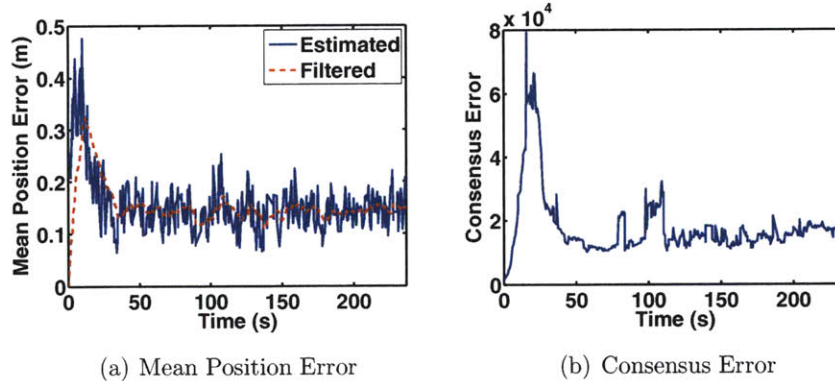 0.5
0.4
0.3
0.2
0.1
0
Mean Position Error (m)
Estimated
Filtered
0 50 100 150 200
Time (s)
(a) Mean Position Error
x 10^4
8
6
4
2
0
Consensus Error
0 50 100 150 200
Time (s)
(b) Consensus Error